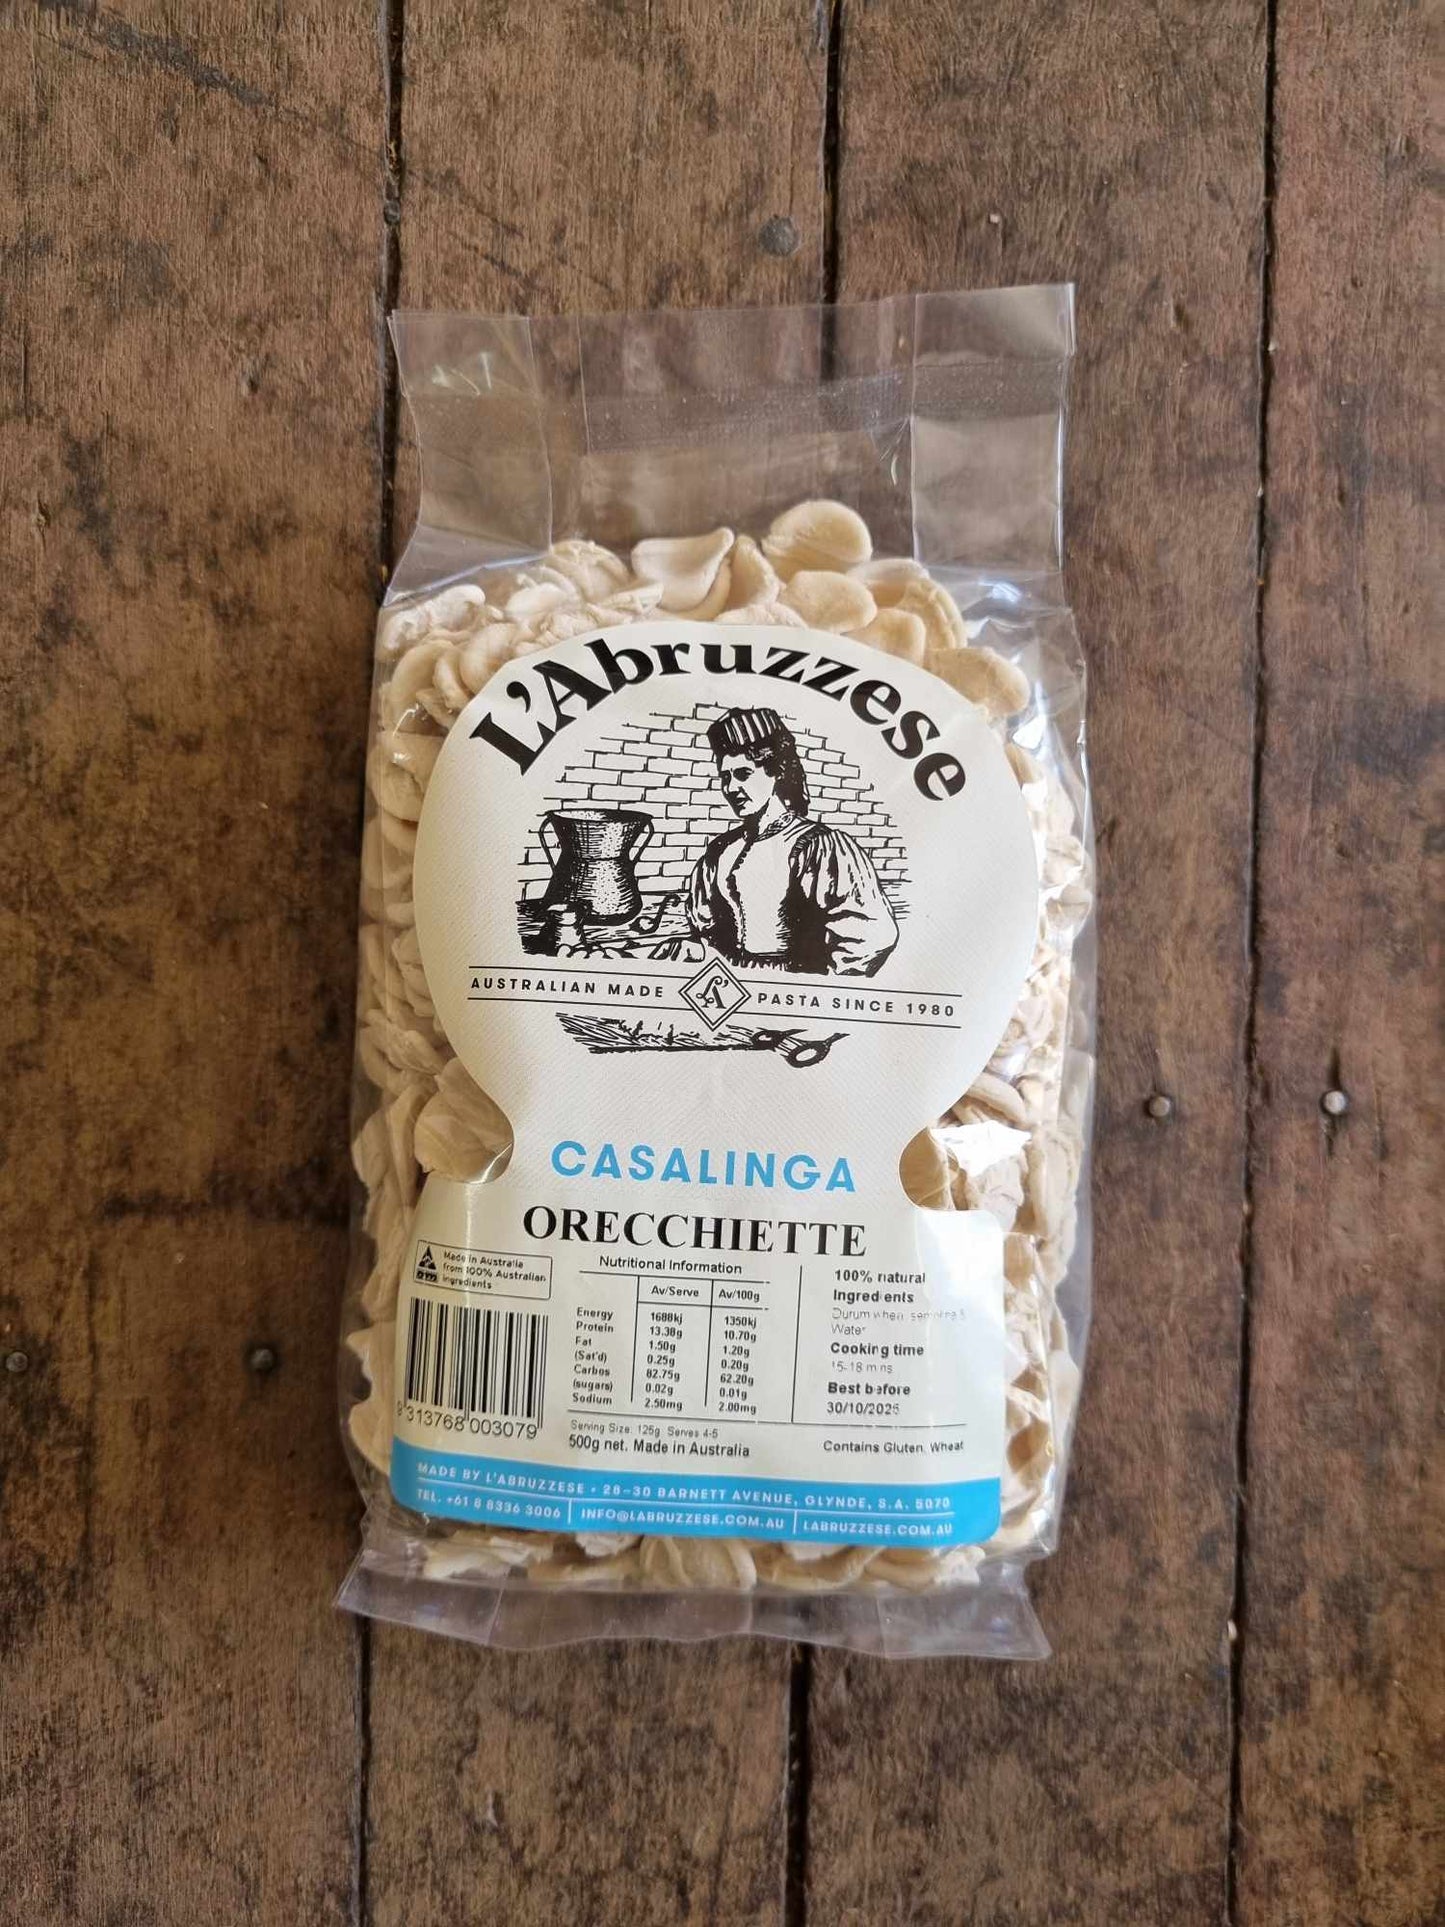 L'Abruzzese
AUSTRALIAN MADE
PASTA SINCE 1980
CASALINGA
ORECCHIETTE
Made in Australia
from 100% Australian
ingredients
9 313768 003079
Nutritional Information
Av/Serve Av/100g
Energy 1688kj 1350kj
Protein 13.38g 10.70g
Fat 1.50g 1.20g
(Sat'd) 0.25g 0.20g
Carbos 82.75g 62.20g
(sugars) 0.02g 0.01g
Sodium 2.50mg 2.00mg
Serving Size: 125g Serves 4-5
500g net. Made in Australia
100% natural
Ingredients
Durum wheat semolina &
Water
Cooking time
15-18 mins
Best before
30/10/2025
Contains Gluten, Wheat
MADE BY L'ABRUZZESE • 28-30 BARNETT AVENUE, GLYNDE, S.A. 5070
TEL. +61 8 8336 3006 | INFO@LABRUZZESE.COM.AU | LABRUZZESE.COM.AU